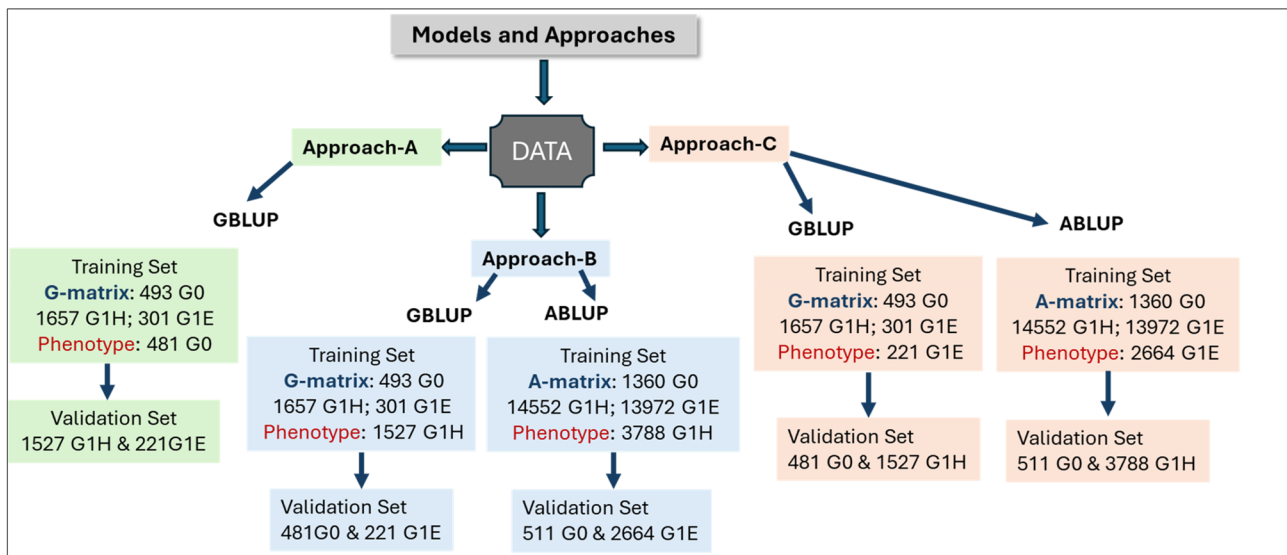 Models and Approaches
DATA
Approach-A
GBLUP
Training Set
G-matrix: 493 G0
1657 G1H; 301 G1E
Phenotype: 481 G0
Validation Set
1527 G1H & 221G1E
Approach-B
GBLUP
Training Set
G-matrix: 493 G0
1657 G1H; 301 G1E
Phenotype: 1527 G1H
Validation Set
481G0 & 221 G1E
ABLUP
Training Set
A-matrix: 1360 G0
14552 G1H; 13972 G1E
Phenotype: 3788 G1H
Validation Set
511 G0 & 2664 G1E
Approach-C
GBLUP
Training Set
G-matrix: 493 G0
1657 G1H; 301 G1E
Phenotype: 221 G1E
Validation Set
481 G0 & 1527 G1H
ABLUP
Training Set
A-matrix: 1360 G0
14552 G1H; 13972 G1E
Phenotype: 2664 G1E
Validation Set
511 G0 & 3788 G1H